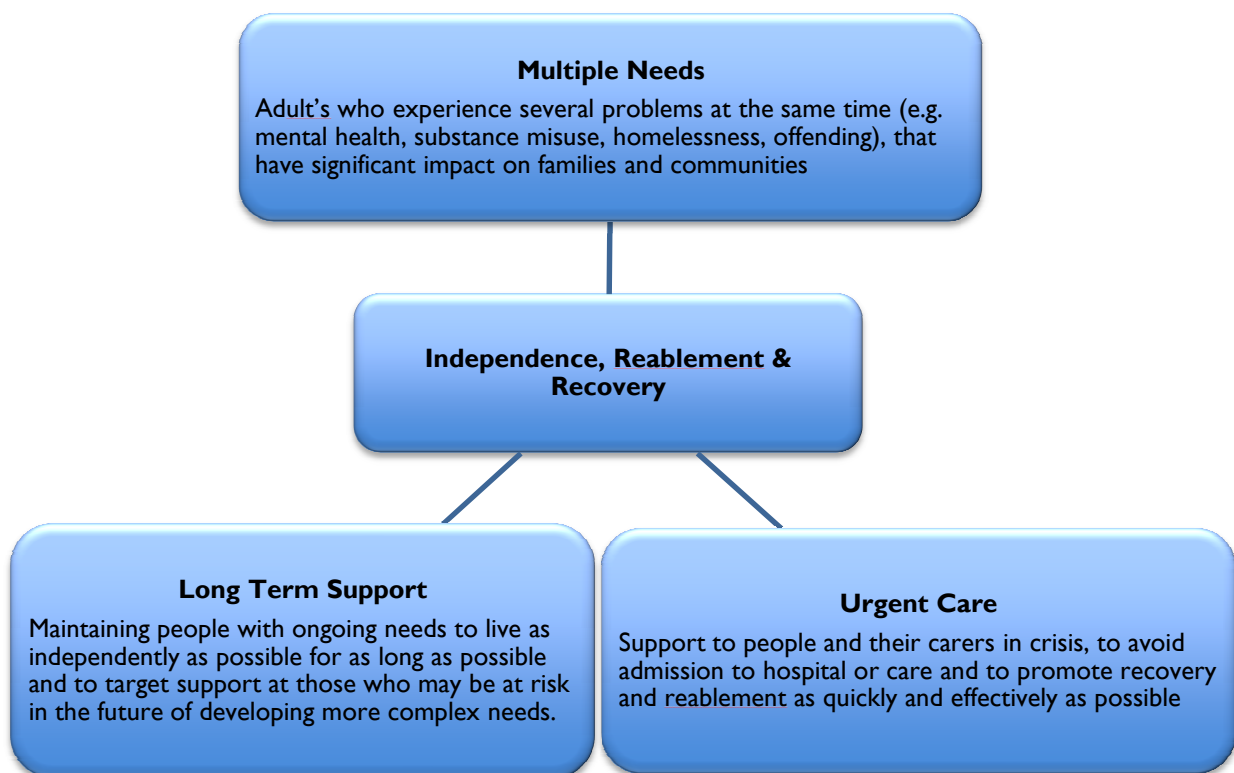 Multiple Needs
Adult’s who experience several problems at the same time (e.g.
mental health, substance misuse, homelessness, offending), that
have significant impact on families and communities
Independence, Reablement &
Recovery
Long Term Support
Maintaining people with ongoing needs to live as
independently as possible for as long as possible
and to target support at those who may be at risk
in the future of developing more complex needs.
Urgent Care
Support to people and their carers in crisis, to avoid
admission to hospital or care and to promote recovery
and reablement as quickly and effectively as possible